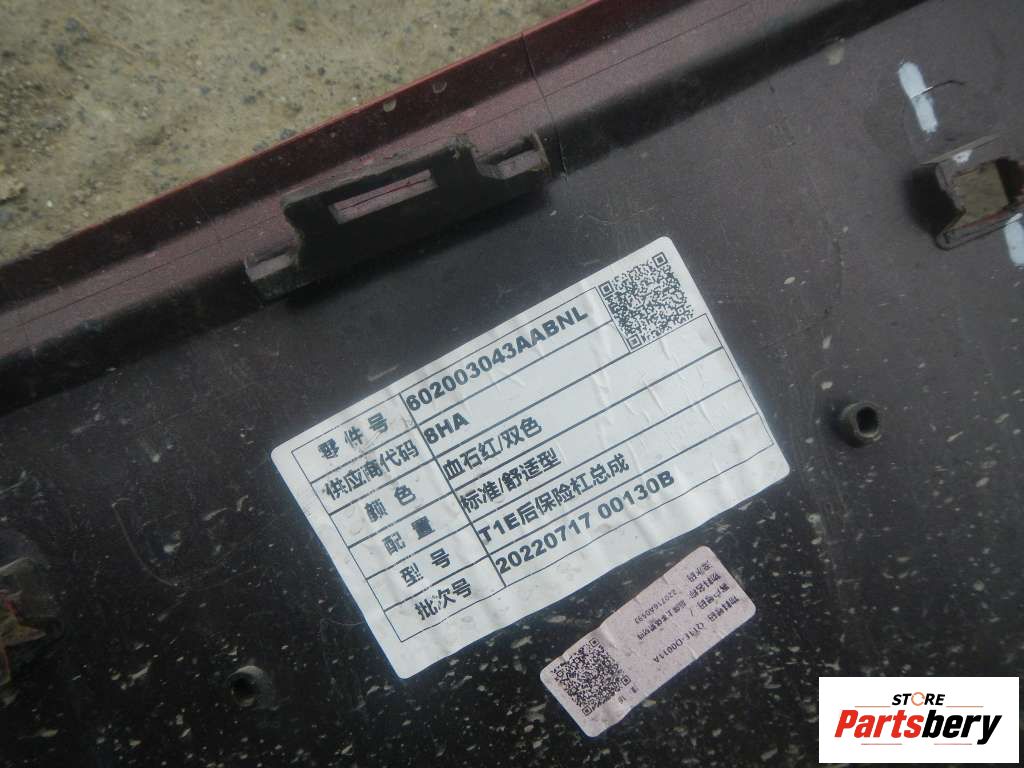 零件号 602003043AABNL
供应商代码 8HA
颜色 血石红/双色
配置 标准/舒适型
型号 T1E后保险杠总成
批次号 20220717 00130B
STORE
Partsbery